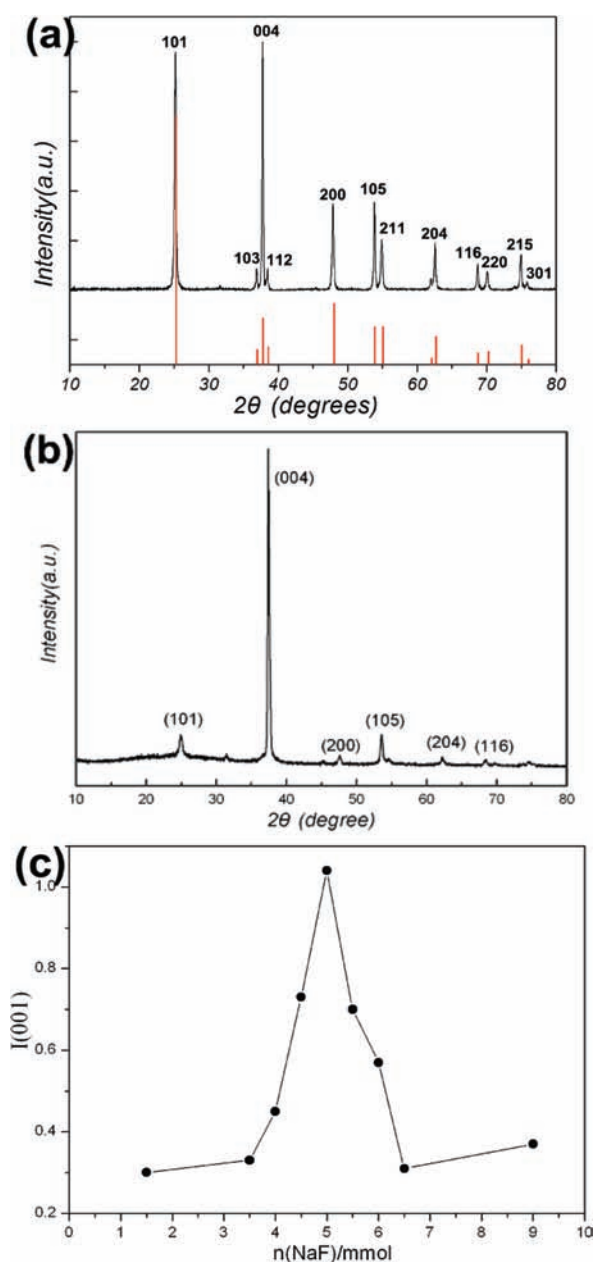 (a)
101
004
200
105
103
112
211
204
116
220
215
301
Intensity(a.u.)
10 20 30 40 50 60 70 80
2θ (degrees)
(b)
(004)
(101)
(200)
(105)
(204)
(116)
Intensity(a.u.)
10 20 30 40 50 60 70 80
2θ (degree)
(c)
1.0
0.8
0.6
0.4
0.2
I(001)
0 1 2 3 4 5 6 7 8 9 10
n(NaF)/mmol